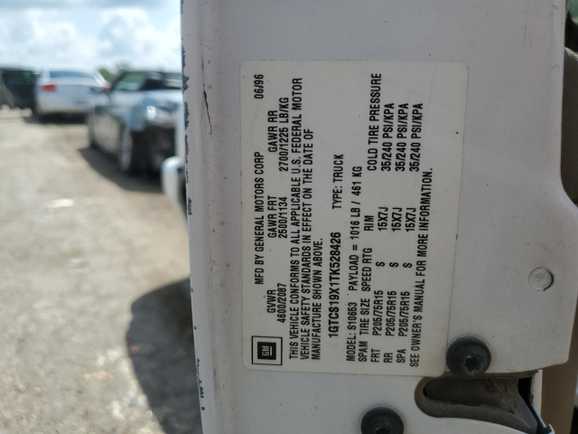 MFD BY GENERAL MOTORS CORP 06/96
GVWR GAWR FRT GAWR RR
4600/2087 2500/1134 2700/1225 LB/KG
THIS VEHICLE CONFORMS TO ALL APPLICABLE U.S. FEDERAL MOTOR
VEHICLE SAFETY STANDARDS IN EFFECT ON THE DATE OF
MANUFACTURE SHOWN ABOVE.
1GTCS19X1TK528426 TYPE: TRUCK
MODEL: S10653 PAYLOAD = 1016 LB / 461 KG
SPAM TIRE SIZE SPEED RTG RIM COLD TIRE PRESSURE
FRT P205/75R15 S 15X7J 35/240 PSI/KPA
RR P205/75R15 S 15X7J 35/240 PSI/KPA
SPA P205/75R15 S 15X7J 35/240 PSI/KPA
SEE OWNER'S MANUAL FOR MORE INFORMATION.
GM